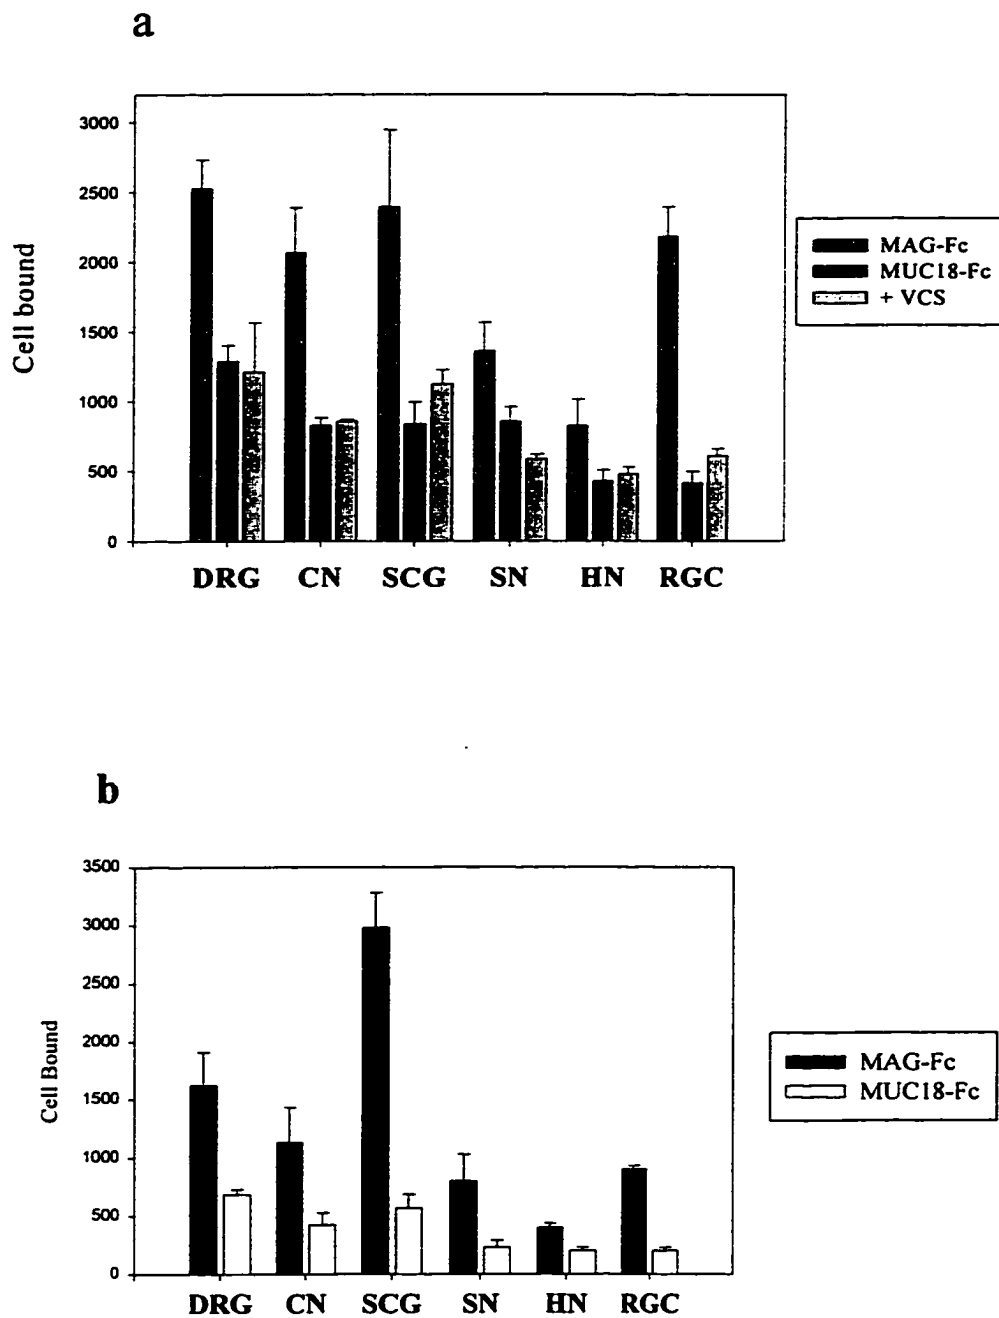 a
3000
2500
2000
1500
1000
500
0
Cell bound
DRG CN SCG SN HN RGC
MAG-Fc
MUC18-Fc
+ VCS
b
3500
3000
2500
2000
1500
1000
500
0
Cell Bound
DRG CN SCG SN HN RGC
MAG-Fc
MUC18-Fc